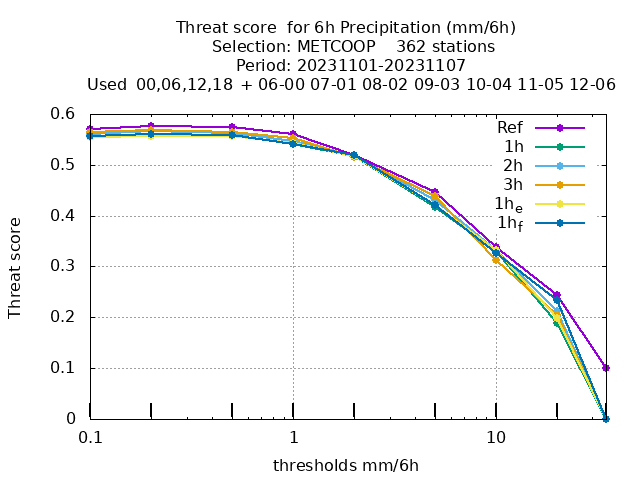 Threat score  for 6h Precipitation (mm/6h)
Selection: METCOOP    362 stations
Period: 20231101-20231107
Used  00,06,12,18  + 06-00 07-01 08-02 09-03 10-04 11-05 12-06
0.6
0.5
0.4
0.3
0.2
0.1
0
Threat score
Ref
1h
2h
3h
1he
1hf
0.1 1 10
thresholds mm/6h